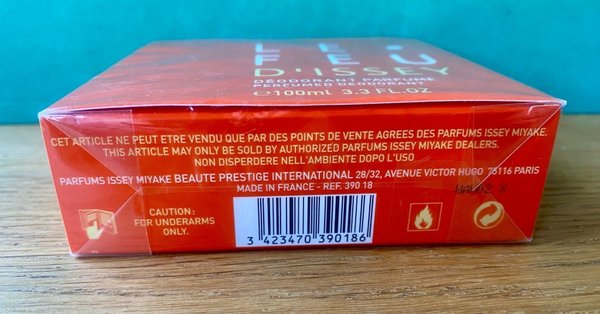 LE
FEU
D'ISSEY
DÉODORANT PARFUMÉ
PERFUMED DEODORANT
℮100ml 3.3 FL.OZ
CET ARTICLE NE PEUT ETRE VENDU QUE PAR DES POINTS DE VENTE AGREES DES PARFUMS ISSEY MIYAKE.
THIS ARTICLE MAY ONLY BE SOLD BY AUTHORIZED PARFUMS ISSEY MIYAKE DEALERS.
NON DISPERDERE NELL'AMBIENTE DOPO L'USO
PARFUMS ISSEY MIYAKE BEAUTE PRESTIGE INTERNATIONAL 28/32, AVENUE VICTOR HUGO 75116 PARIS
MADE IN FRANCE - REF. 390 18
CAUTION :
FOR UNDERARMS
ONLY.
3 423470 390186